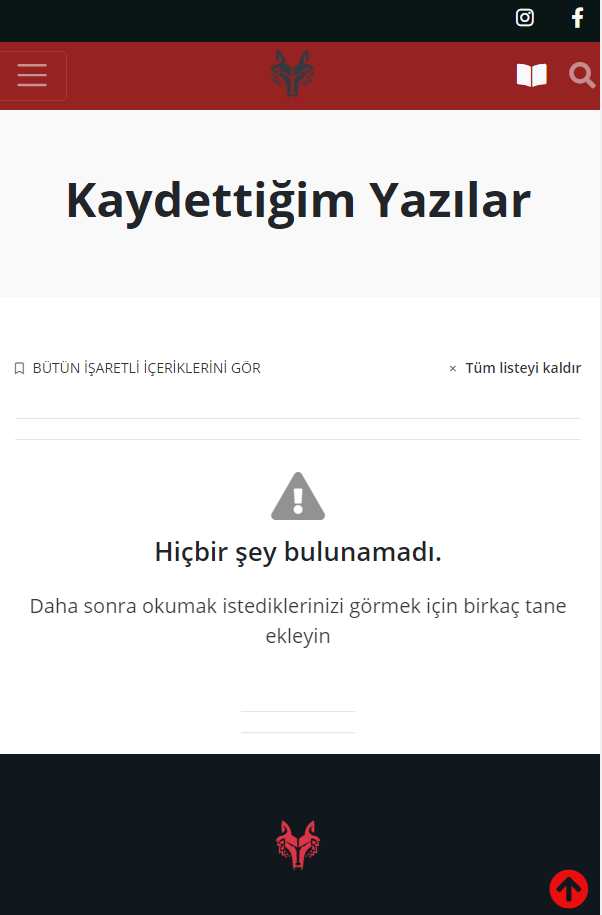 Kaydettiğim Yazılar
BÜTÜN İŞARETLİ İÇERİKLERİNİ GÖR
× Tüm listeyi kaldır
Hiçbir şey bulunamadı.
Daha sonra okumak istediklerinizi görmek için birkaç tane
ekleyin